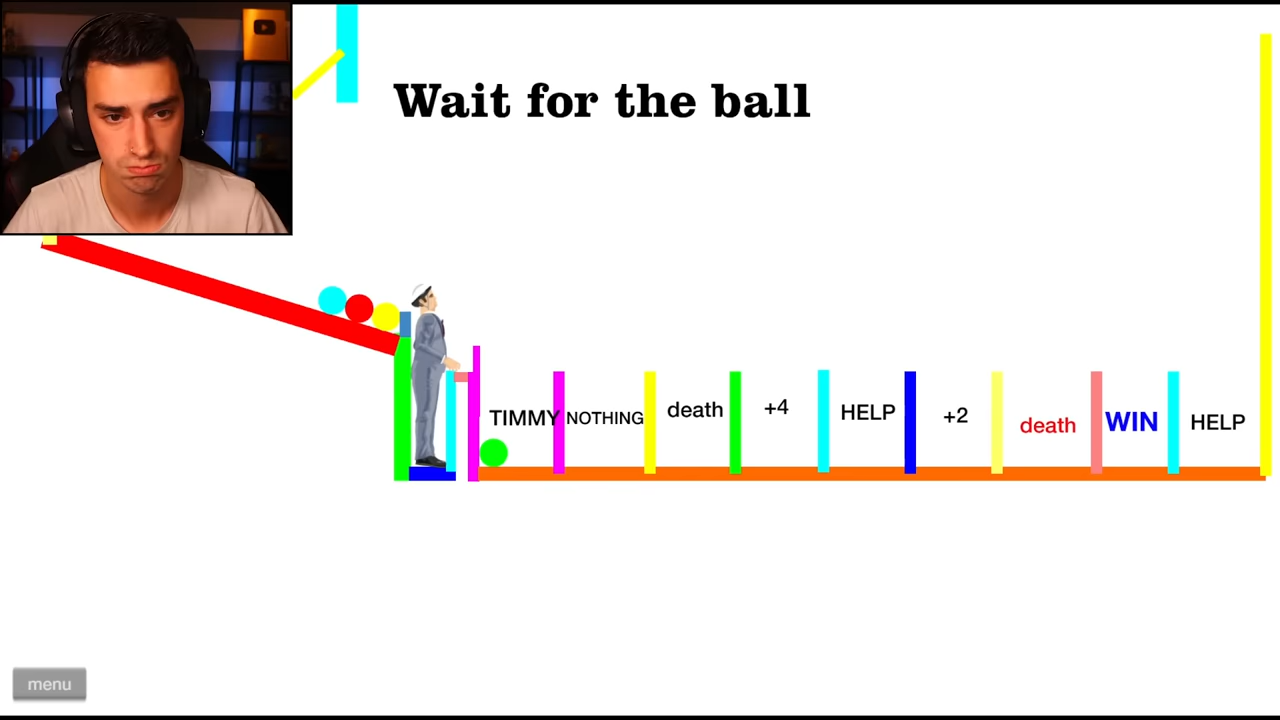 Wait for the ball
TIMMY
NOTHING
death
+4
HELP
+2
death
WIN
HELP
menu